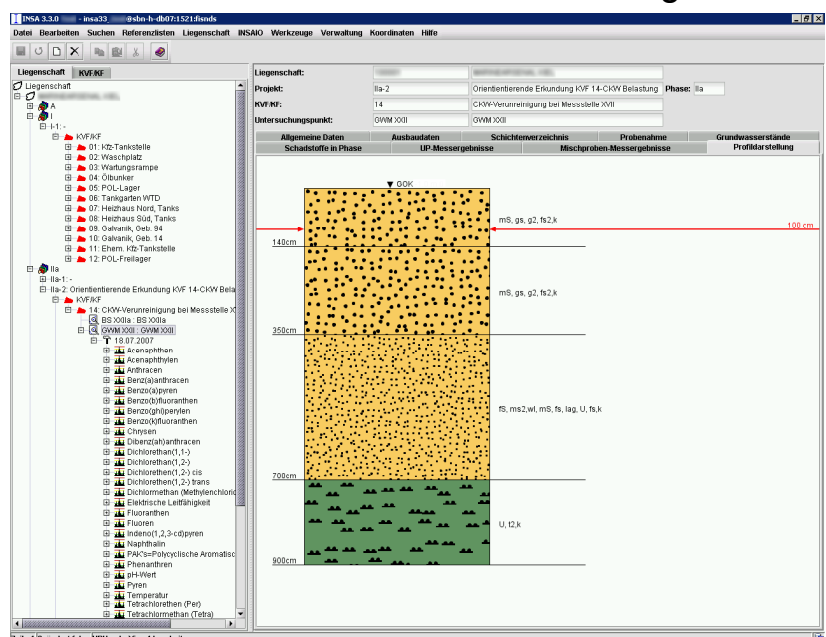 INSA 3.3.0 - insa33_ @sbn-h-db07:1521:fisnds
Datei Bearbeiten Suchen Referenzlisten Liegenschaft INSAIO Werkzeuge Verwaltung Koordinaten Hilfe
Liegenschaft KVF/KF
Liegenschaft
A
I
I-1: -
KVF/KF
01: Kfz-Tankstelle
02: Waschplatz
03: Wartungsrampe
04: Ölbunker
05: POL-Lager
06: Tankgarten WTD
07: Heizhaus Nord, Tanks
08: Heizhaus Süd, Tanks
09. Galvanik, Geb. 94
10: Galvanik, Geb. 14
11: Ehem. Kfz-Tankstelle
12: POL-Freilager
IIa
IIa-1: -
IIa-2: Orientientierende Erkundung KVF 14-CKW Bela
KVF/KF
14: CKW-Verunreinigung bei Messstelle X
BS XXIIa : BS XXIIa
GWM XXII : GWM XXII
18.07.2007
Acenaphthen
Acenaphthylen
Anthracen
Benz(a)anthracen
Benzo(a)pyren
Benzo(b)fluoranthen
Benzo(ghi)perylen
Benzo(k)fluoranthen
Chrysen
Dibenz(ah)anthracen
Dichlorethan(1,1-)
Dichlorethan(1,2-)
Dichlorethen(1,2-) cis
Dichlorethen(1,2-) trans
Dichlormethan (Methylenchloric
Elektrische Leitfähigkeit
Fluoranthen
Fluoren
Indeno(1,2,3-cd)pyren
Naphthalin
PAK's=Polycyclische Aromatisc
Phenanthren
pH-Wert
Pyren
Temperatur
Tetrachlorethen (Per)
Tetrachlormethan (Tetra)
Liegenschaft:
Projekt: IIa-2 Orientientierende Erkundung KVF 14-CKW Belastung Phase: IIa
KVF/KF: 14 CKW-Verunreinigung bei Messstelle XVII
Untersuchungspunkt: GWM XXII GWM XXII
Allgemeine Daten Ausbaudaten Schichtenverzeichnis Probenahme Grundwasserstände
Schadstoffe in Phase UP-Messergebnisse Mischproben-Messergebnisse Profildarstellung
GOK
mS, gs, g2, fs2,k
100 cm
140cm
mS, gs, g2, fs2,k
350cm
fS, ms2,wl, mS, fs, lag, U, fs,k
700cm
U, t2,k
900cm